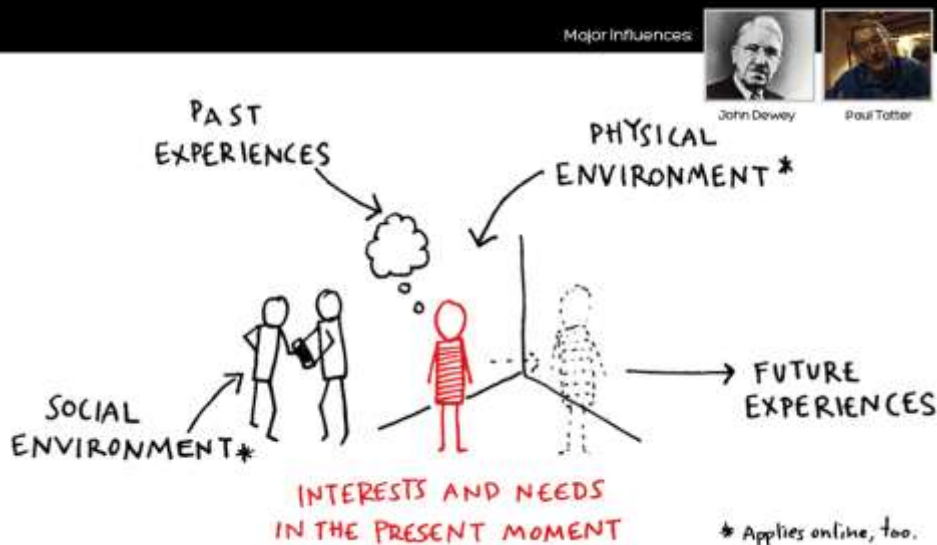 Major Influences:
John Dewey
Paul Tatter
PAST
EXPERIENCES
PHYSICAL
ENVIRONMENT*
SOCIAL
ENVIRONMENT*
FUTURE
EXPERIENCES
INTERESTS AND NEEDS
IN THE PRESENT MOMENT
* Applies online, too.